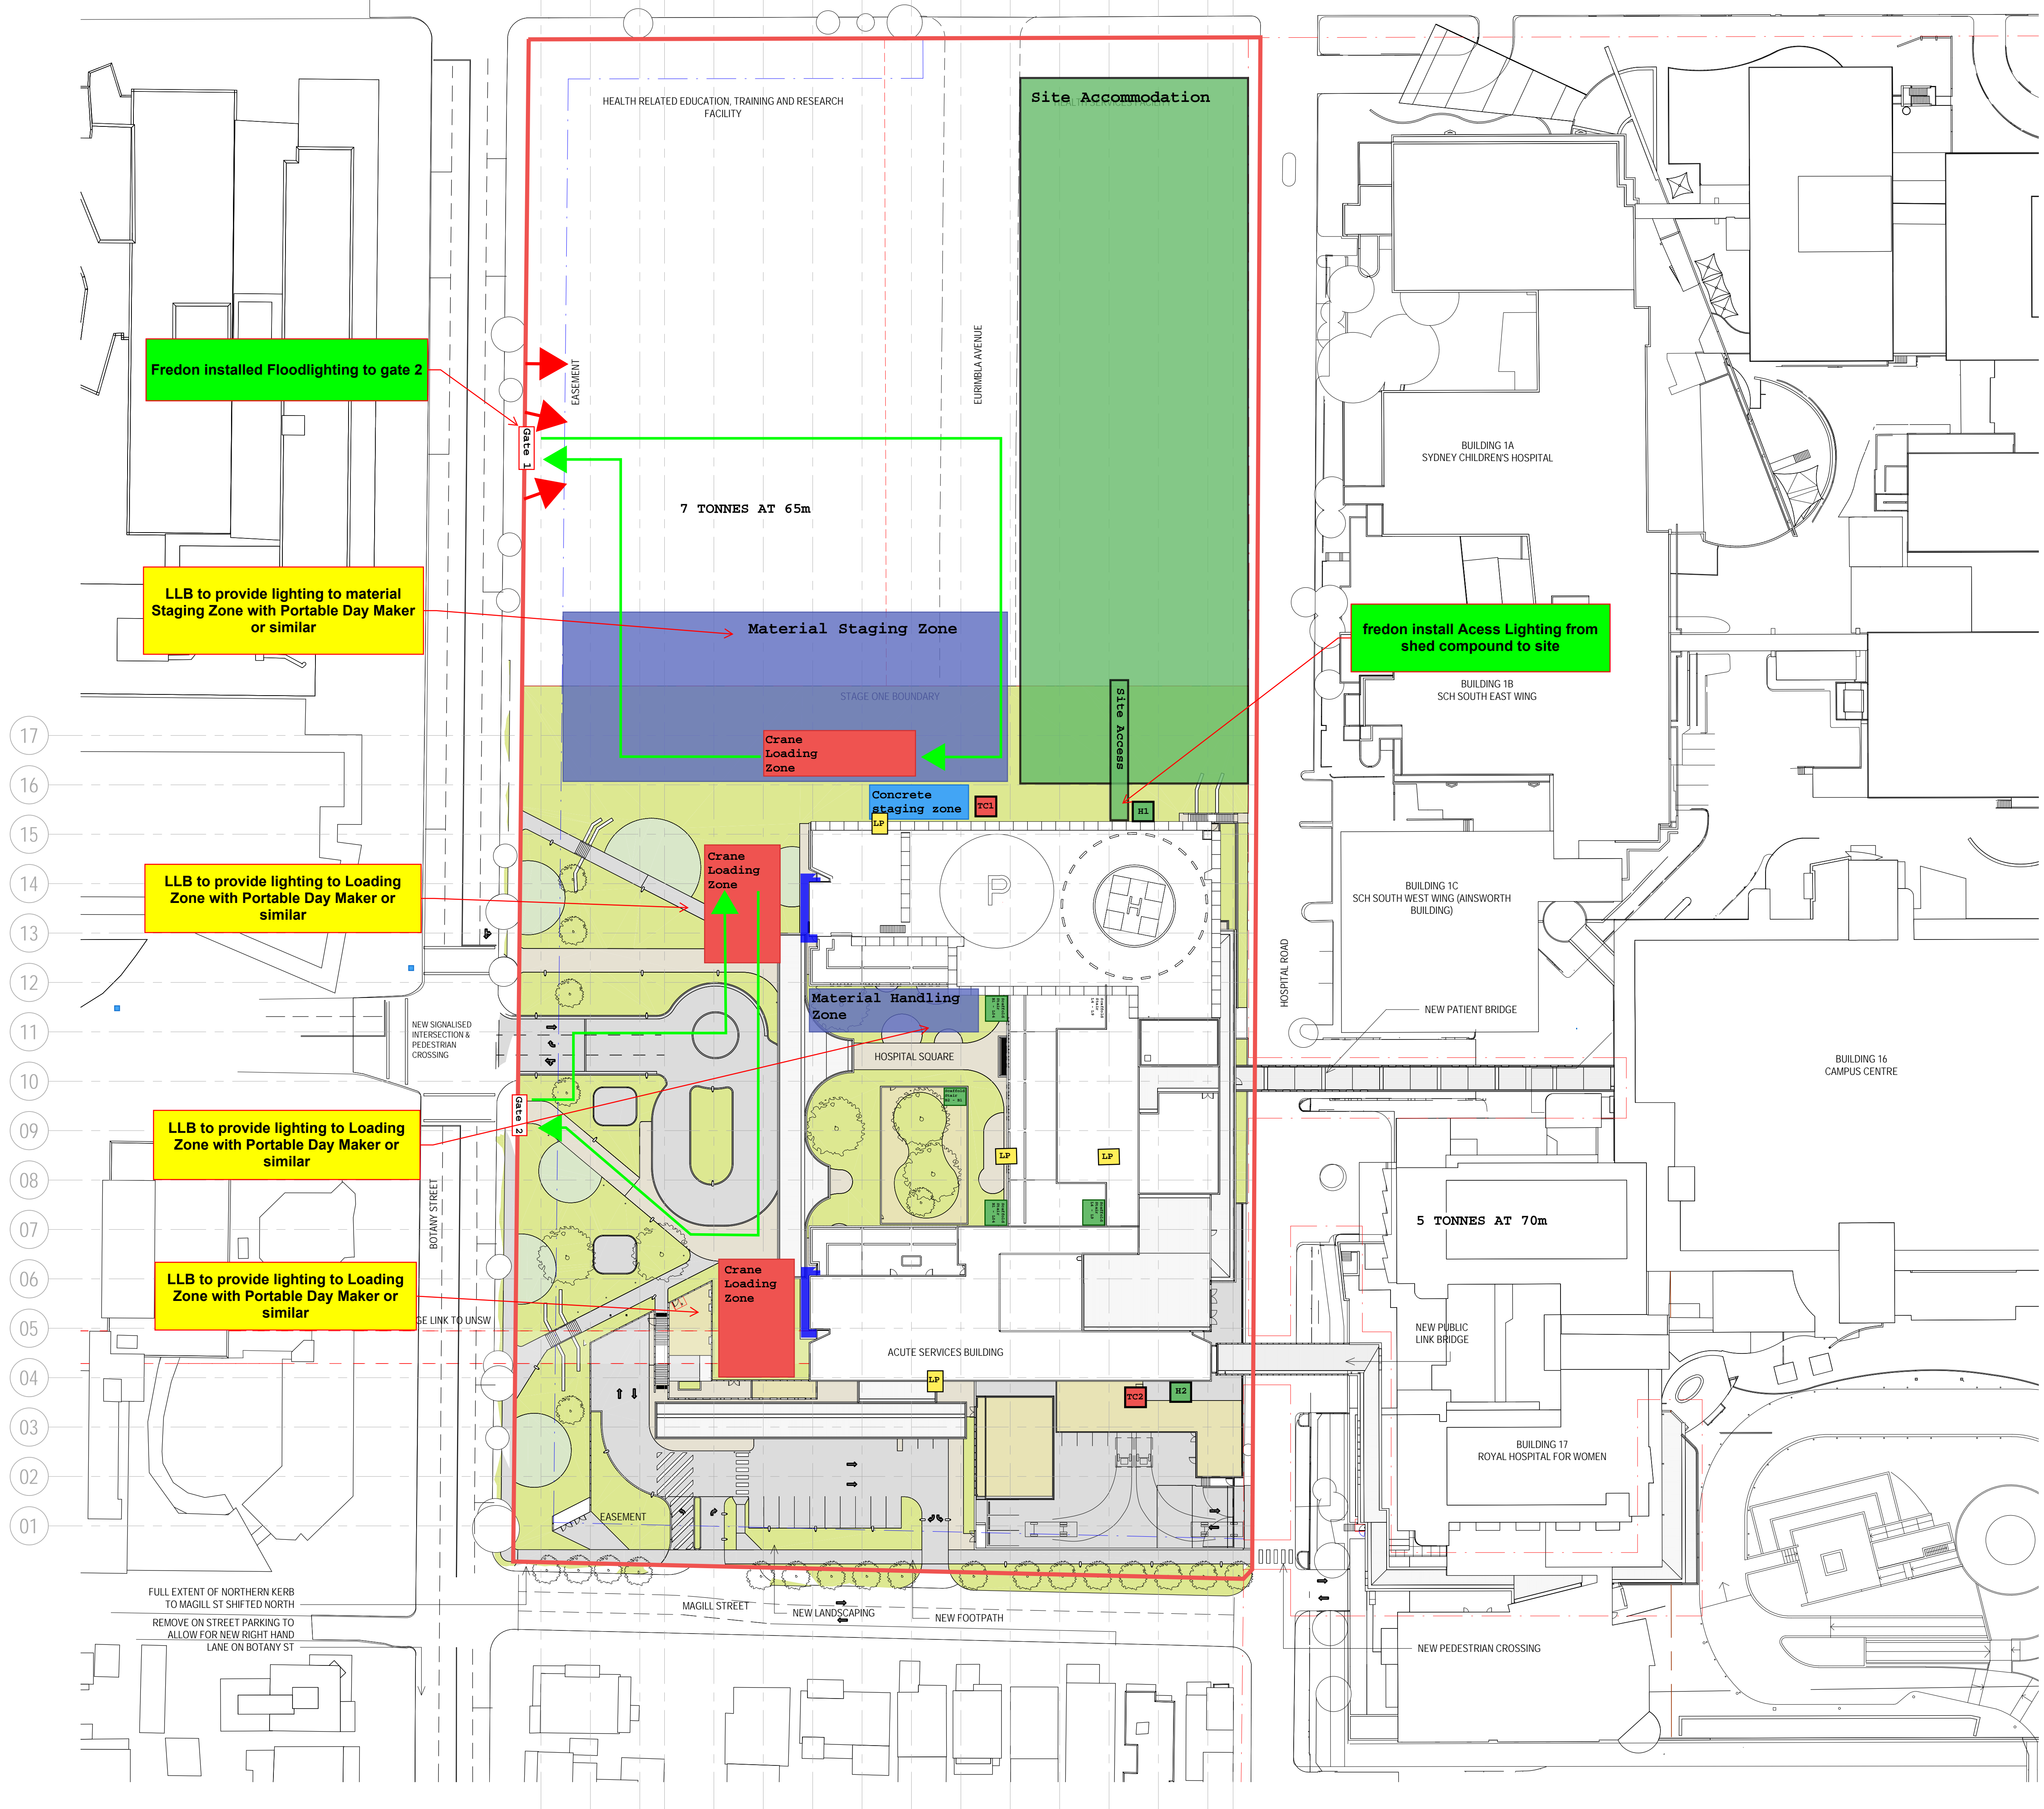 HEALTH RELATED EDUCATION, TRAINING AND RESEARCH
FACILITY
Site Accommodation
HEALTH SERVICES FACILITY
Fredon installed Floodlighting to gate 2
EASEMENT
EURIMBLA AVENUE
Gate 1
7 TONNES AT 65m
BUILDING 1A
SYDNEY CHILDREN'S HOSPITAL
LLB to provide lighting to material
Staging Zone with Portable Day Maker
or similar
Material Staging Zone
fredon install Acess Lighting from
shed compound to site
BUILDING 1B
SCH SOUTH EAST WING
STAGE ONE BOUNDARY
Site Access
17
16
15
14
13
12
11
10
09
08
07
06
05
04
03
02
01
Crane
Loading
Zone
Concrete
staging zone
TC1
H1
LP
Crane
Loading
Zone
LLB to provide lighting to Loading
Zone with Portable Day Maker or
similar
P
H
BUILDING 1C
SCH SOUTH WEST WING (AINSWORTH
BUILDING)
HOSPITAL ROAD
Material Handling
Zone
NEW PATIENT BRIDGE
NEW SIGNALISED
INTERSECTION &
PEDESTRIAN
CROSSING
HOSPITAL SQUARE
BUILDING 16
CAMPUS CENTRE
Gate 2
LLB to provide lighting to Loading
Zone with Portable Day Maker or
similar
LP
LP
BOTANY STREET
5 TONNES AT 70m
LLB to provide lighting to Loading
Zone with Portable Day Maker or
similar
Crane
Loading
Zone
GE LINK TO UNSW
NEW PUBLIC
LINK BRIDGE
ACUTE SERVICES BUILDING
LP
TC2
H2
BUILDING 17
ROYAL HOSPITAL FOR WOMEN
EASEMENT
FULL EXTENT OF NORTHERN KERB
TO MAGILL ST SHIFTED NORTH
REMOVE ON STREET PARKING TO
ALLOW FOR NEW RIGHT HAND
LANE ON BOTANY ST
MAGILL STREET
NEW LANDSCAPING
NEW FOOTPATH
NEW PEDESTRIAN CROSSING